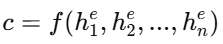 c = f(h_1^e, h_2^e, ..., h_n^e)